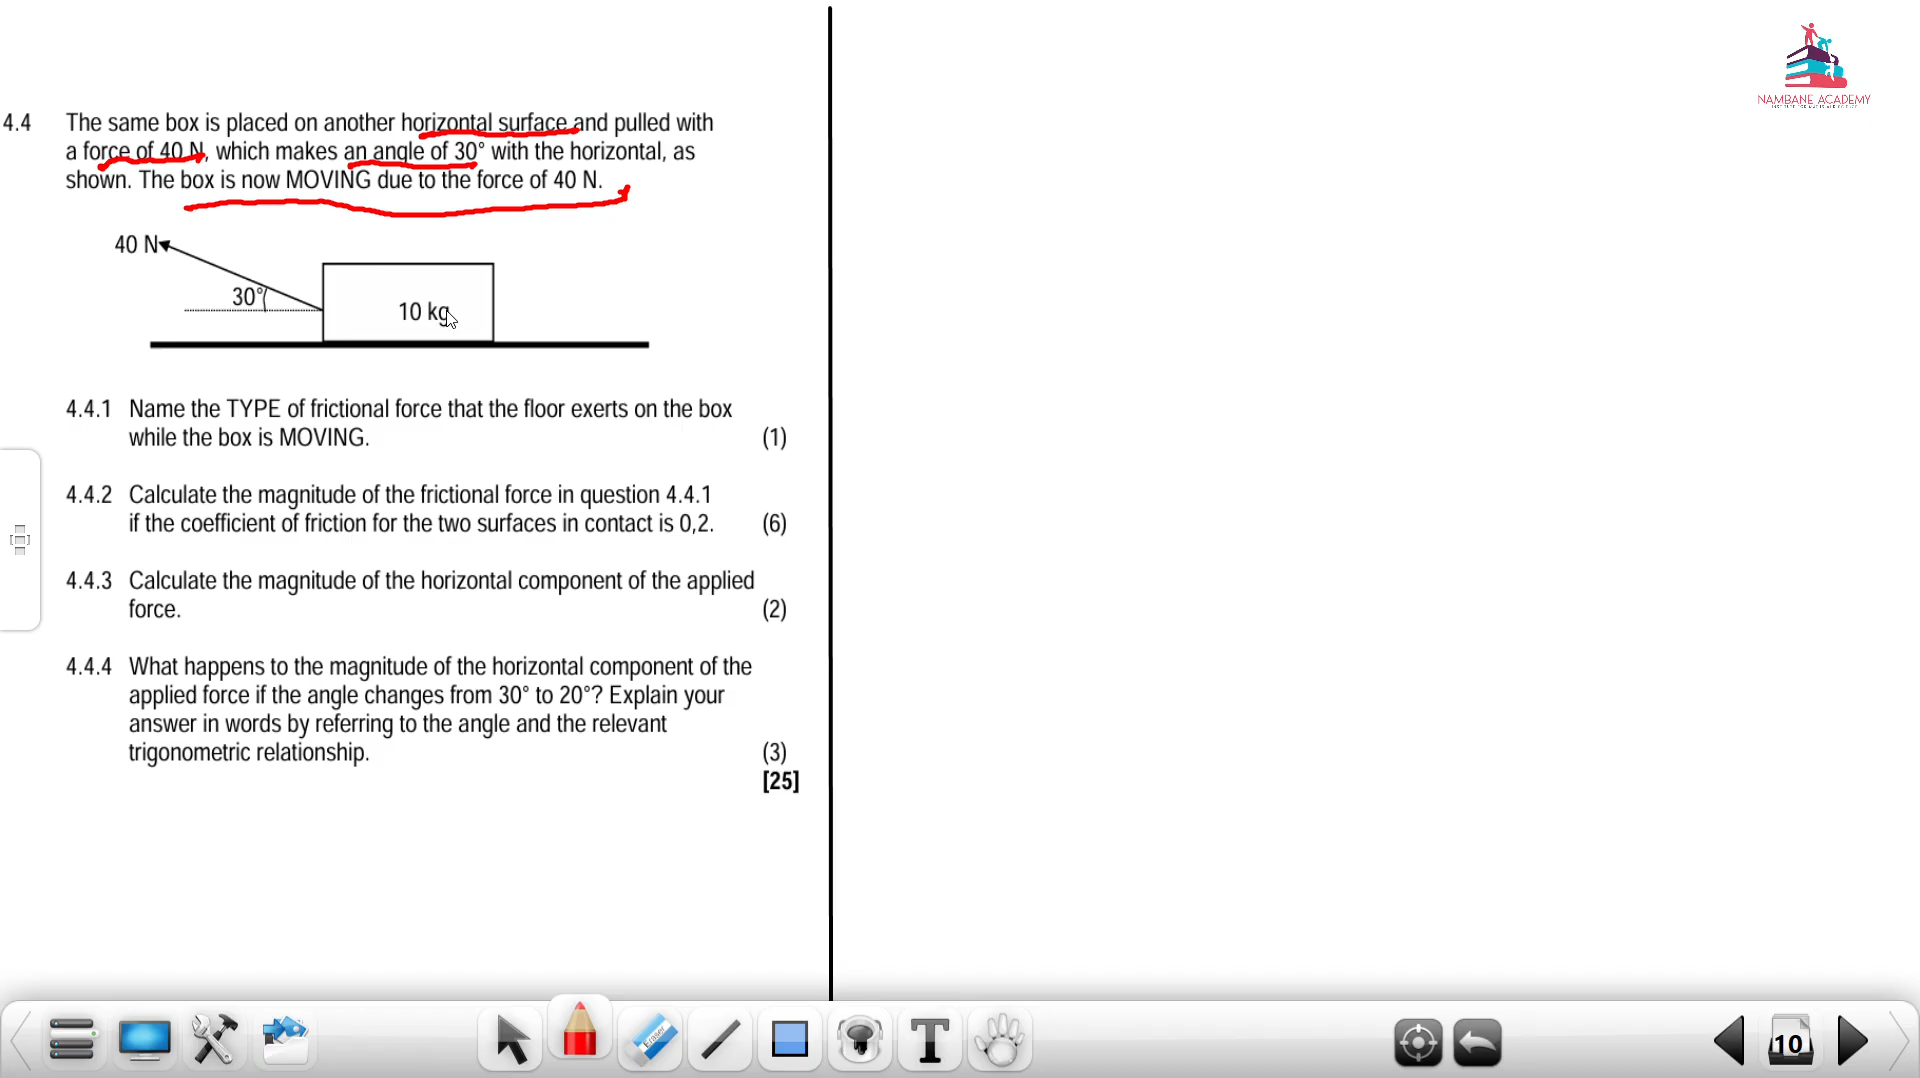 4.4 The same box is placed on another horizontal surface and pulled with
a force of 40 N, which makes an angle of 30° with the horizontal, as
shown. The box is now MOVING due to the force of 40 N.
40 N
30°
10 kg
4.4.1 Name the TYPE of frictional force that the floor exerts on the box
while the box is MOVING. (1)
4.4.2 Calculate the magnitude of the frictional force in question 4.4.1
if the coefficient of friction for the two surfaces in contact is 0,2. (6)
4.4.3 Calculate the magnitude of the horizontal component of the applied
force. (2)
4.4.4 What happens to the magnitude of the horizontal component of the
applied force if the angle changes from 30° to 20°? Explain your
answer in words by referring to the angle and the relevant
trigonometric relationship. (3)
[25]
NAMBANE ACADEMY
Eraser
T
10